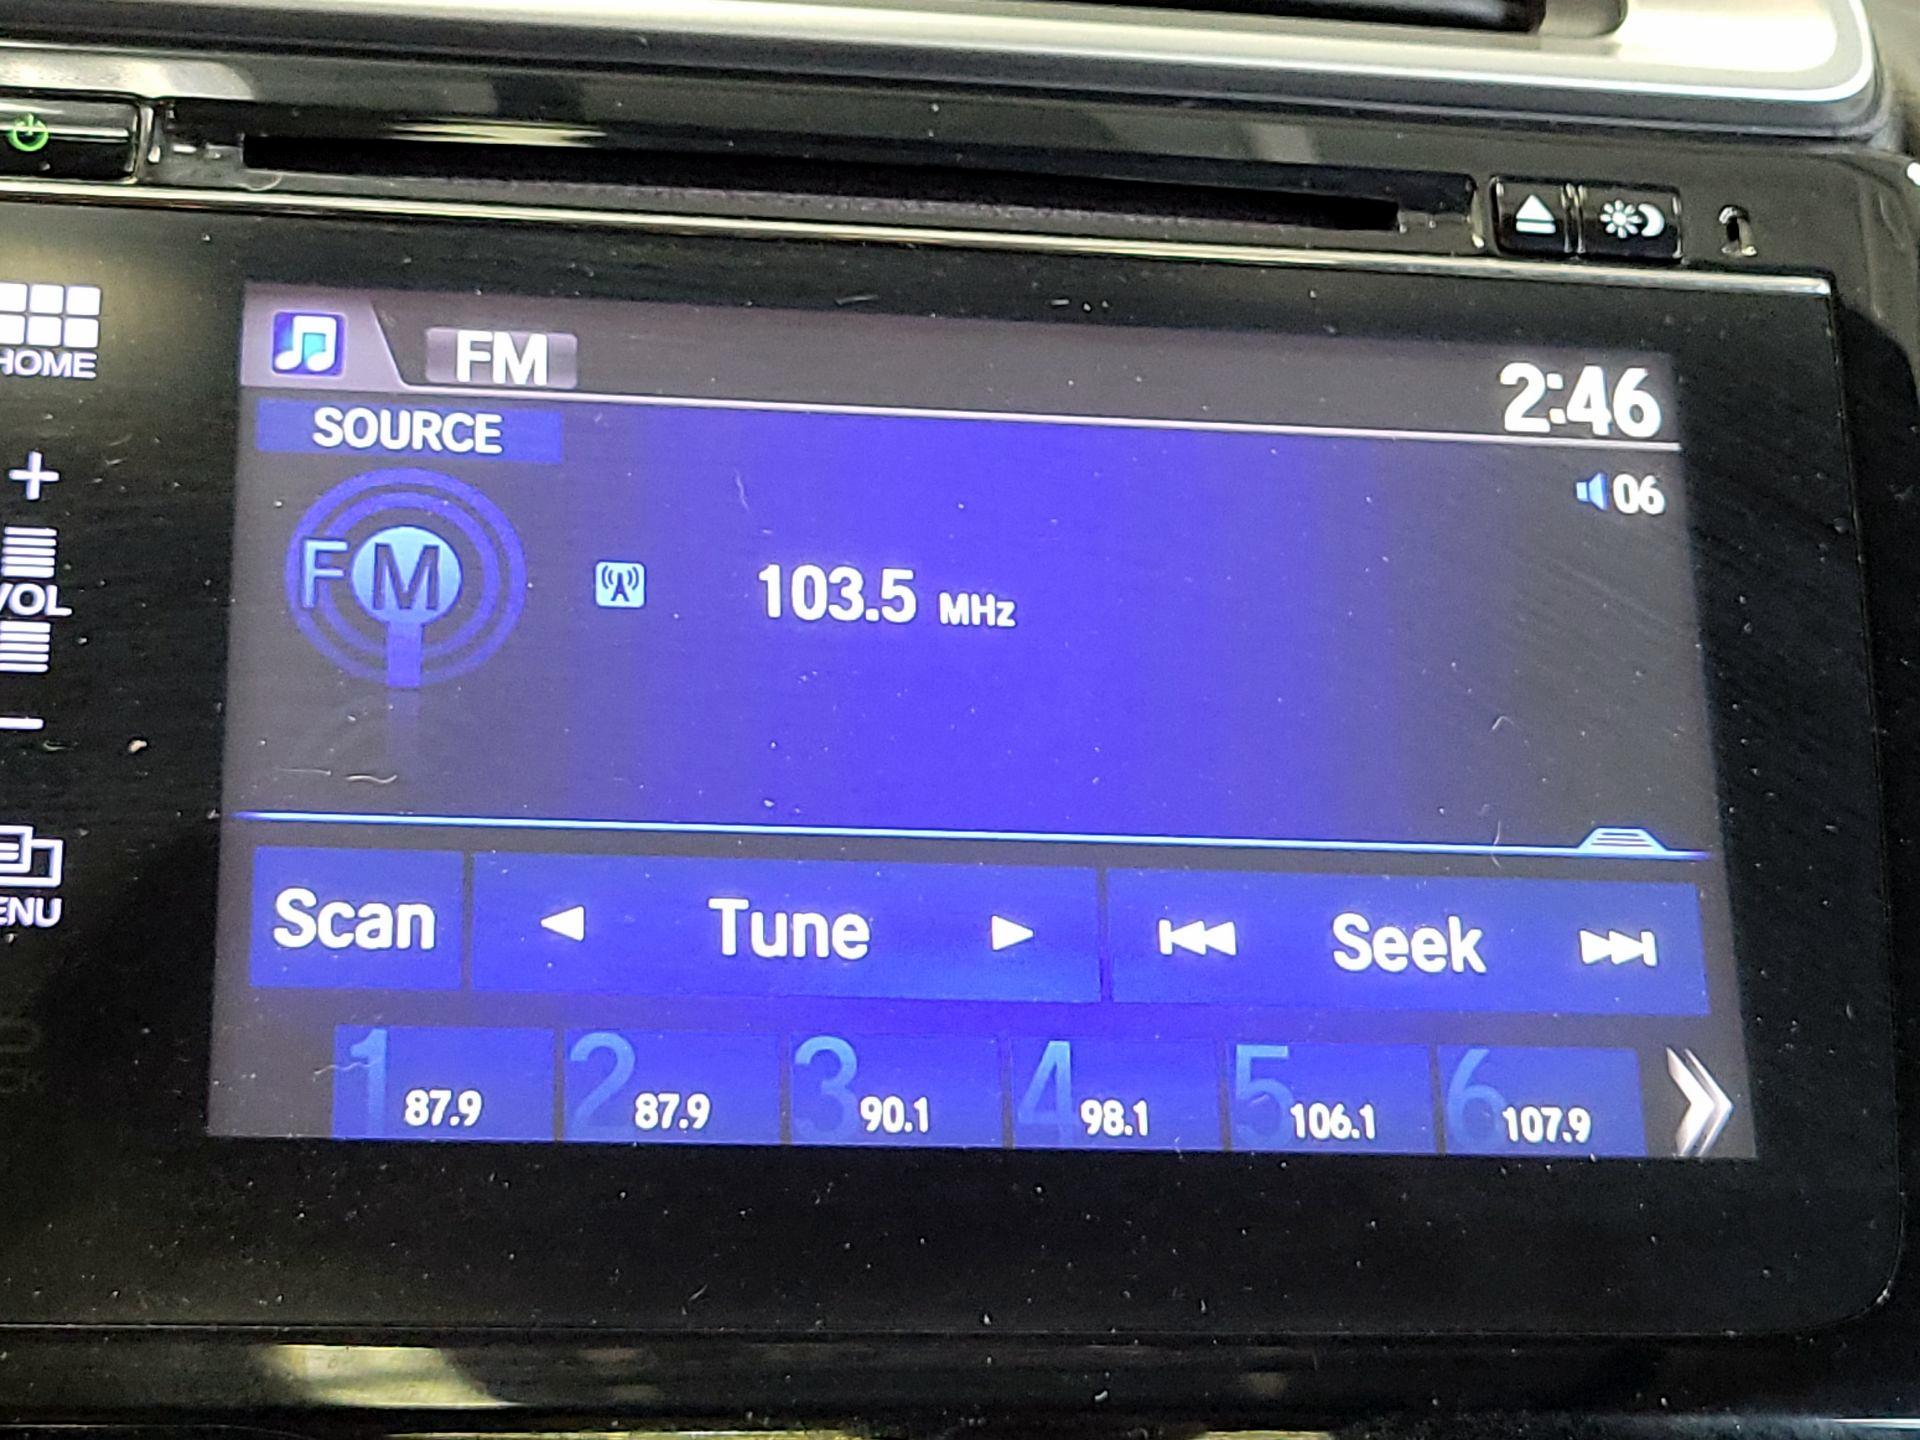 FM
2:46
HOME
SOURCE
06
+
FM
103.5 MHz
VOL
Scan
Tune
Seek
MENU
1 87.9
2 87.9
3 90.1
4 98.1
5 106.1
6 107.9